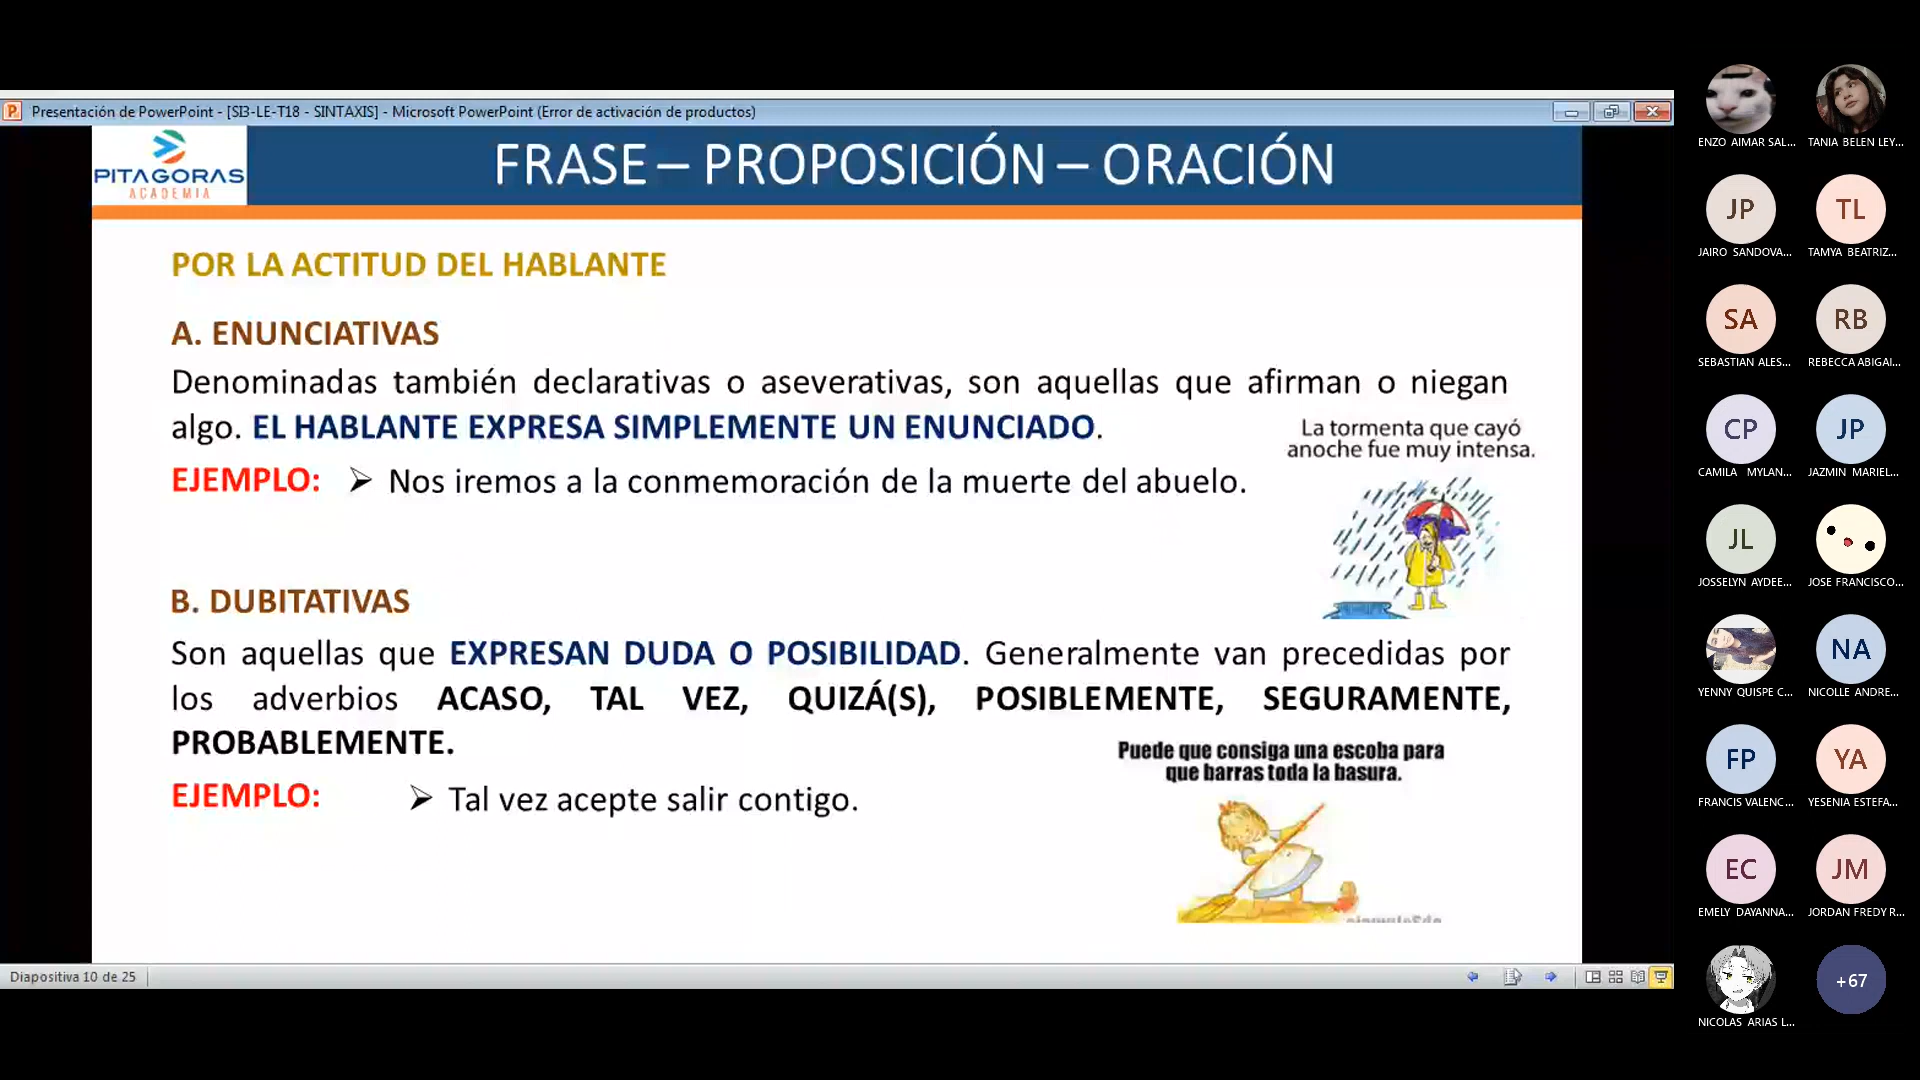 Presentación de PowerPoint - [SI3-LE-T18 - SINTAXIS] - Microsoft PowerPoint (Error de activación de productos)
PITAGORAS
ACADEMIA
FRASE – PROPOSICIÓN – ORACIÓN
POR LA ACTITUD DEL HABLANTE
A. ENUNCIATIVAS
Denominadas también declarativas o aseverativas, son aquellas que afirman o niegan
algo. EL HABLANTE EXPRESA SIMPLEMENTE UN ENUNCIADO.
La tormenta que cayó
anoche fue muy intensa.
EJEMPLO: ➢ Nos iremos a la conmemoración de la muerte del abuelo.
B. DUBITATIVAS
Son aquellas que EXPRESAN DUDA O POSIBILIDAD. Generalmente van precedidas por
los adverbios ACASO, TAL VEZ, QUIZÁ(S), POSIBLEMENTE, SEGURAMENTE,
PROBABLEMENTE.
Puede que consiga una escoba para
que barras toda la basura.
EJEMPLO: ➢ Tal vez acepte salir contigo.
Diapositiva 10 de 25
ENZO AIMAR SAL...
TANIA BELEN LEY...
JP
TL
JAIRO SANDOVA...
TAMYA BEATRIZ...
SA
RB
SEBASTIAN ALES...
REBECCA ABIGAI...
CP
JP
CAMILA MYLAN...
JAZMIN MARIEL...
JL
JOSSELYN AYDEE...
JOSE FRANCISCO...
NA
YENNY QUISPE C...
NICOLLE ANDRE...
FP
YA
FRANCIS VALENC...
YESENIA ESTEFA...
EC
JM
EMELY DAYANNA...
JORDAN FREDY R...
+67
NICOLAS ARIAS L...